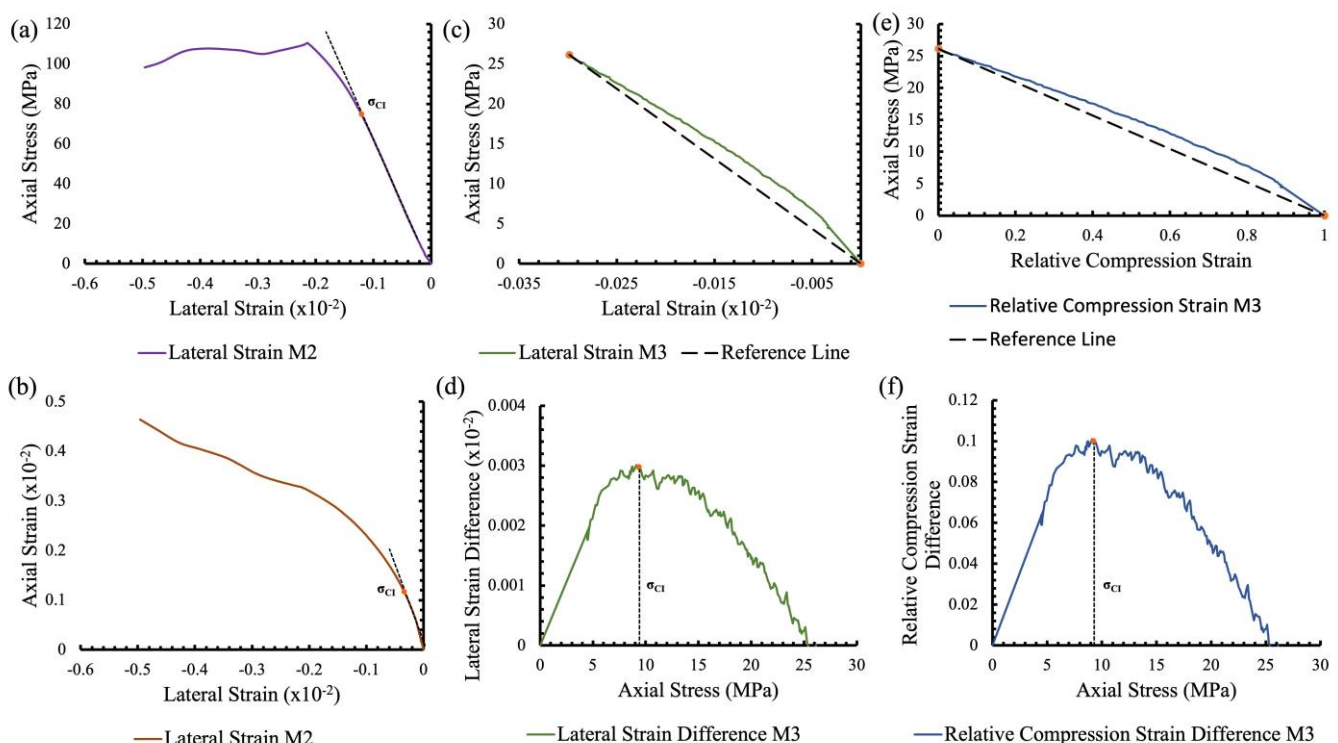 (a)
Axial Stress (MPa)
120
100
80
60
40
20
0
σCI
-0.6
-0.5
-0.4
-0.3
-0.2
-0.1
0
Lateral Strain (x10-2)
Lateral Strain M2
(c)
Axial Stress (MPa)
30
25
20
15
10
5
0
-0.035
-0.025
-0.015
-0.005
Lateral Strain (x10-2)
Lateral Strain M3
Reference Line
(e)
Axial Stress (MPa)
30
25
20
15
10
5
0
0
0.2
0.4
0.6
0.8
1
Relative Compression Strain
Relative Compression Strain M3
Reference Line
(b)
Axial Strain (x10-2)
0.5
0.4
0.3
0.2
0.1
0
σCI
-0.6
-0.5
-0.4
-0.3
-0.2
-0.1
0
Lateral Strain (x10-2)
Lateral Strain M2
(d)
Lateral Strain Difference (x10-2)
0.004
0.003
0.002
0.001
0
σCI
0
5
10
15
20
25
30
Axial Stress (MPa)
Lateral Strain Difference M3
(f)
Relative Compression Strain
Difference
0.12
0.1
0.08
0.06
0.04
0.02
0
σCI
0
5
10
15
20
25
30
Axial Stress (MPa)
Relative Compression Strain Difference M3